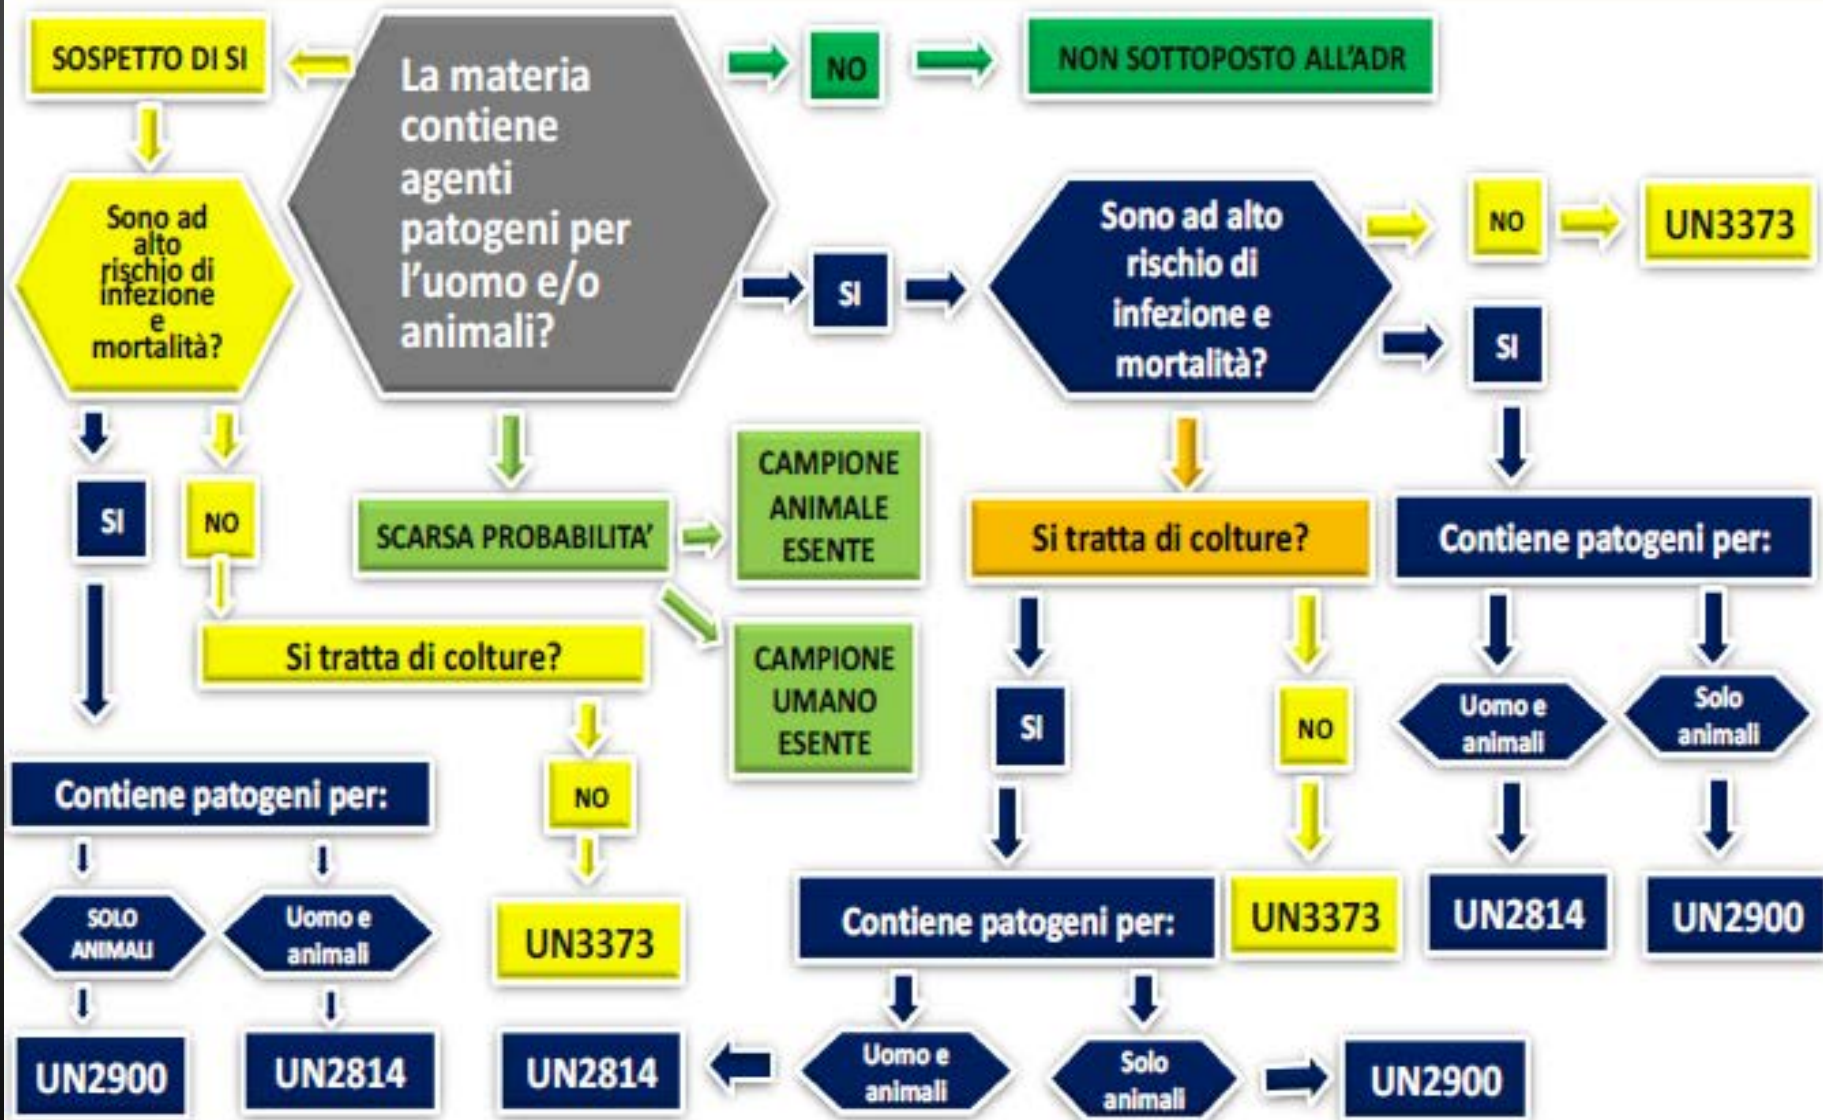 SOSPETTO DI SI
La materia
contiene
agenti
patogeni per
l'uomo e/o
animali?
NO
NON SOTTOPOSTO ALL'ADR
Sono ad
alto
rischio di
infezione
e
mortalità?
SI
Sono ad alto
rischio di
infezione e
mortalità?
NO
UN3373
SI
SI
NO
SCARSA PROBABILITA'
CAMPIONE
ANIMALE
ESENTE
Si tratta di colture?
Contiene patogeni per:
Si tratta di colture?
CAMPIONE
UMANO
ESENTE
SI
NO
Uomo e
animali
Solo
animali
Contiene patogeni per:
NO
SOLO
ANIMALI
Uomo e
animali
UN3373
Contiene patogeni per:
UN3373
UN2814
UN2900
UN2900
UN2814
UN2814
Uomo e
animali
Solo
animali
UN2900